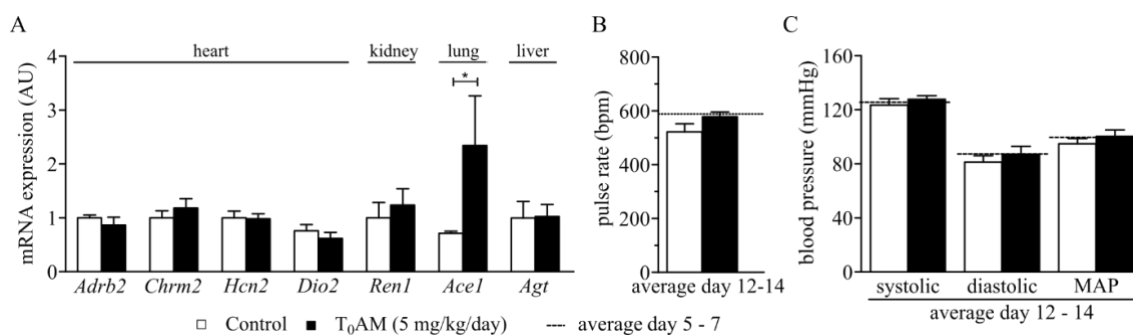 A
B
C
heart
kidney
lung
liver
mRNA expression (AU)
4
3
2
1
0
*
Adrb2
Chrm2
Hcn2
Dio2
Ren1
Ace1
Agt
pulse rate (bpm)
800
600
400
200
0
average day 12-14
blood pressure (mmHg)
160
120
80
40
0
systolic
diastolic
MAP
average day 12 - 14
Control
T₀AM (5 mg/kg/day)
average day 5 - 7